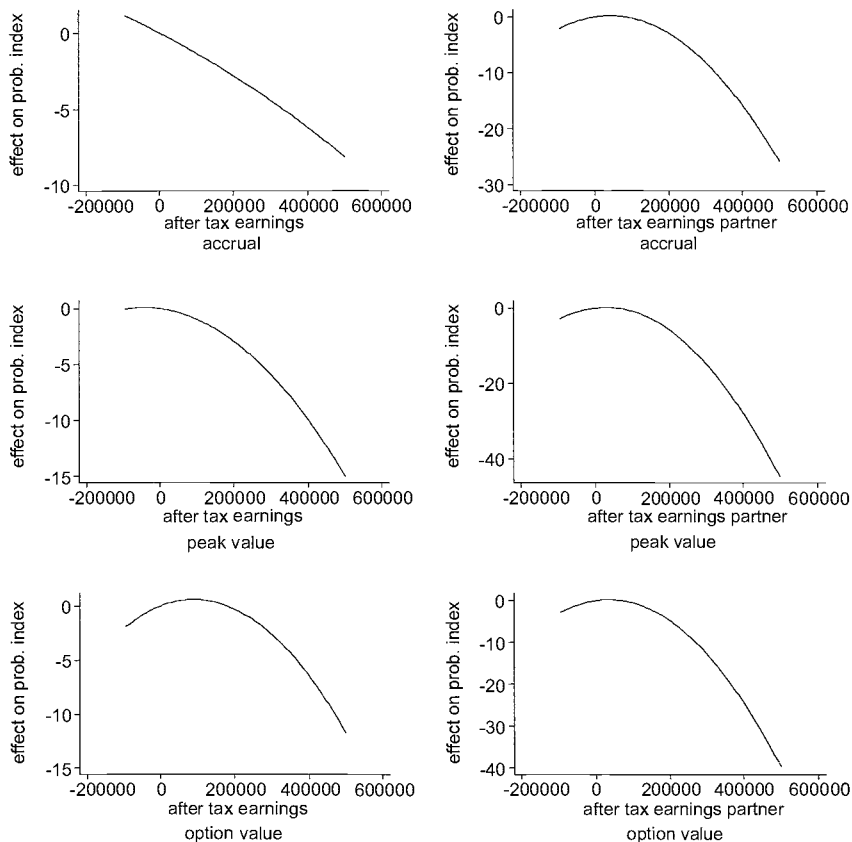 effect on prob. index
0
-5
-10
-200000 0 200000 400000 600000
after tax earnings
accrual
effect on prob. index
0
-10
-20
-30
-200000 0 200000 400000 600000
after tax earnings partner
accrual
effect on prob. index
0
-5
-10
-15
-200000 0 200000 400000 600000
after tax earnings
peak value
effect on prob. index
0
-20
-40
-200000 0 200000 400000 600000
after tax earnings partner
peak value
effect on prob. index
0
-5
-10
-15
-200000 0 200000 400000 600000
after tax earnings
option value
effect on prob. index
0
-10
-20
-30
-40
-200000 0 200000 400000 600000
after tax earnings partner
option value